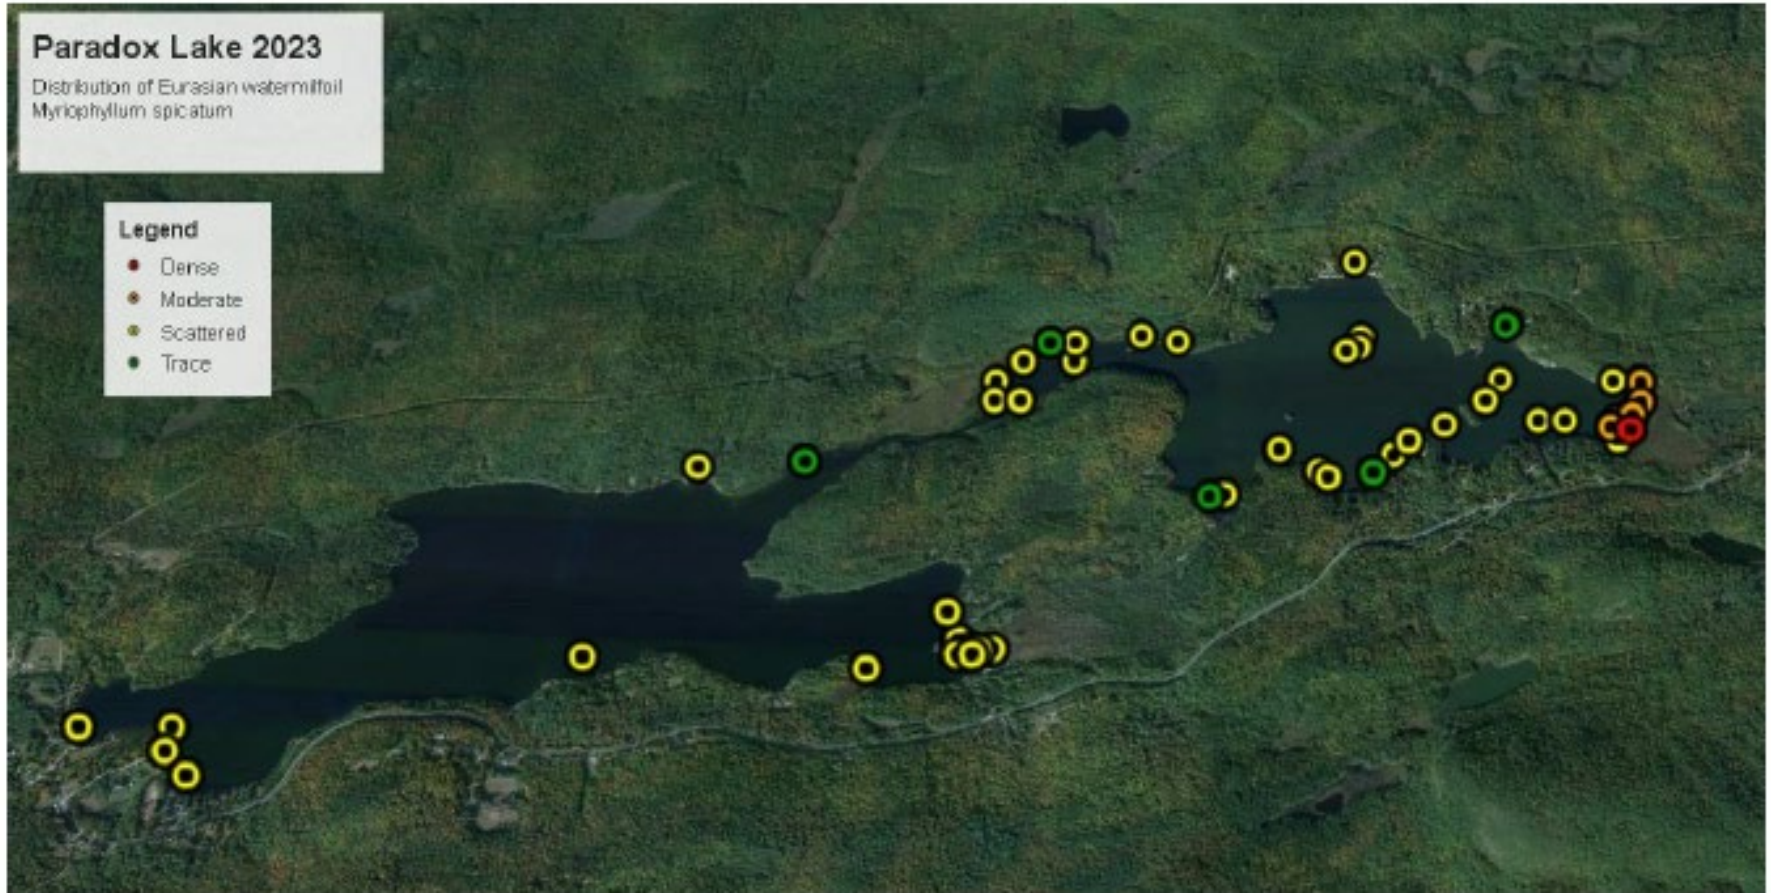 Paradox Lake 2023
Distribution of Eurasian watermilfoil
Myriophyllum spicatum
Legend
Dense
Moderate
Scattered
Trace